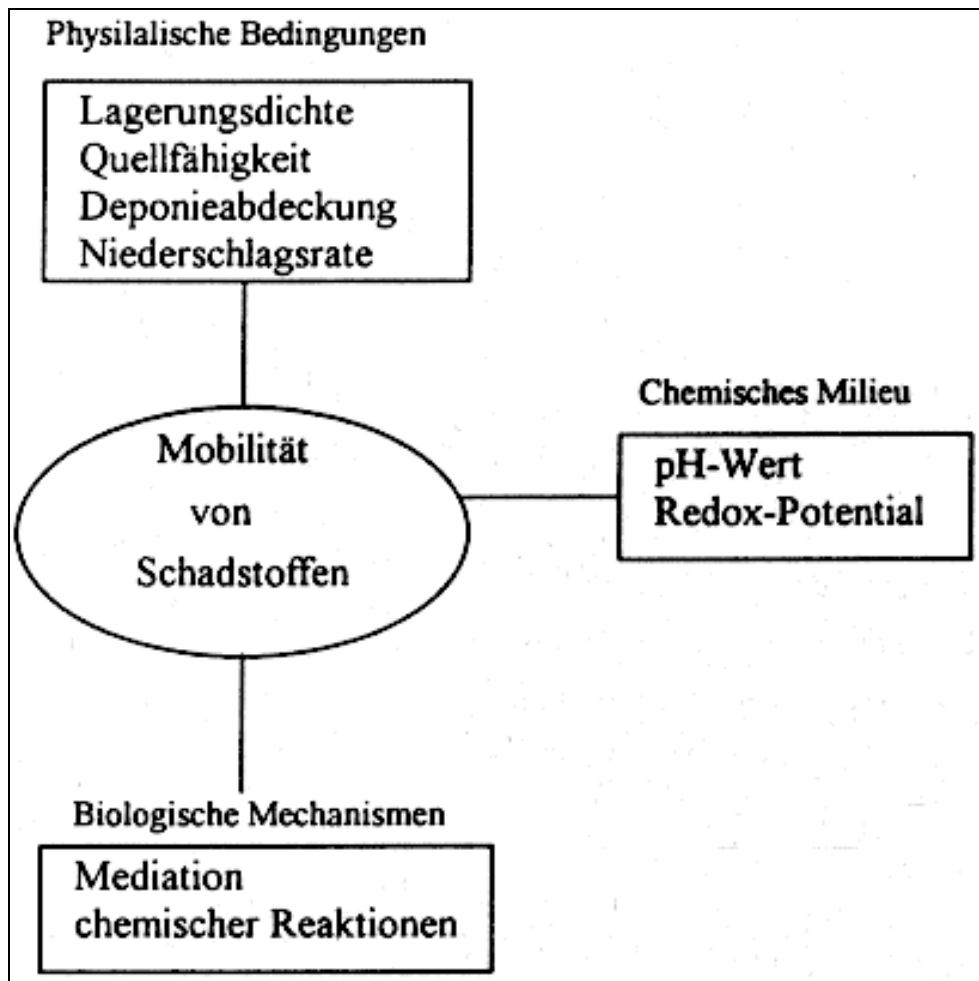 Physilalische Bedingungen
Lagerungsdichte
Quellfähigkeit
Deponieabdeckung
Niederschlagsrate
Mobilität
von
Schadstoffen
Chemisches Milieu
pH-Wert
Redox-Potential
Biologische Mechanismen
Mediation
chemischer Reaktionen